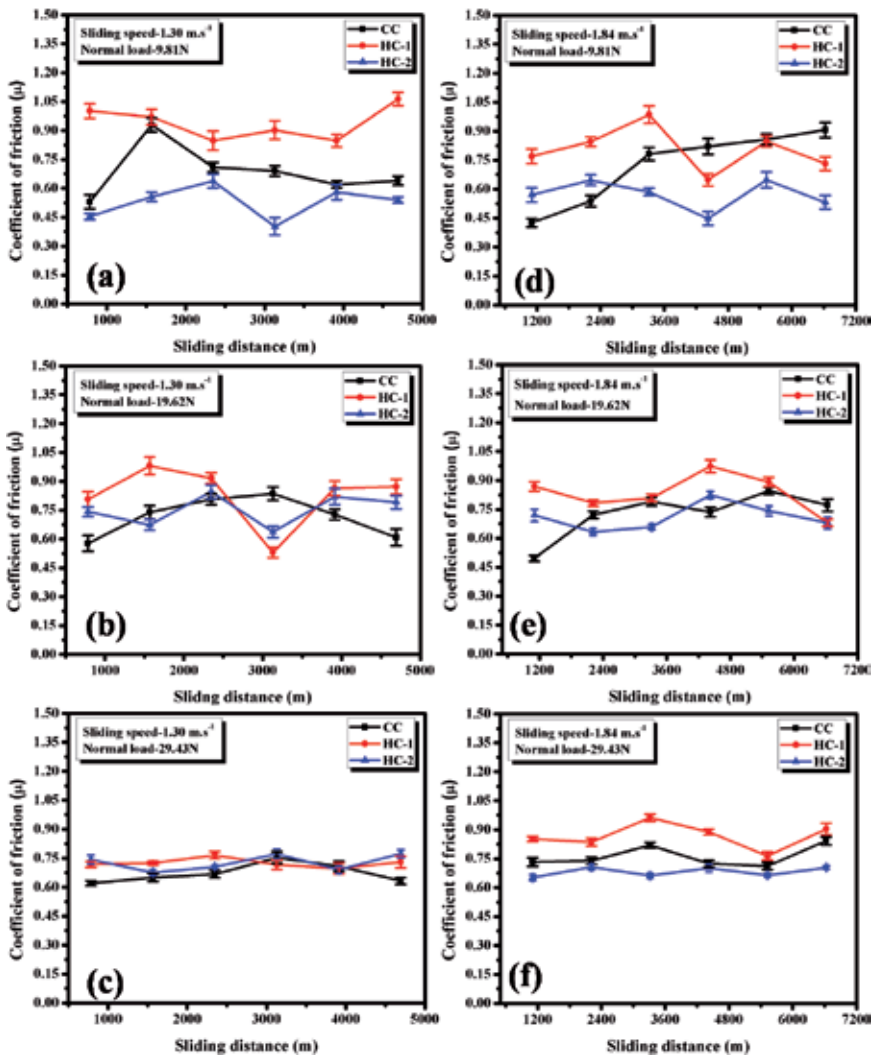 1.50
1.35
1.20
1.05
0.90
0.75
0.60
0.45
0.30
0.15
0.00
Coefficient of friction (μ)
Sliding speed-1.30 m.s⁻¹
Normal load-9.81N
CC
HC-1
HC-2
(a)
1000
2000
3000
4000
5000
Sliding distance (m)
1.50
1.35
1.20
1.05
0.90
0.75
0.60
0.45
0.30
0.15
0.00
Coefficient of friction (μ)
Sliding speed-1.84 m.s⁻¹
Normal load-9.81N
CC
HC-1
HC-2
(d)
1200
2400
3600
4800
6000
7200
Sliding distance (m)
1.50
1.35
1.20
1.05
0.90
0.75
0.60
0.45
0.30
0.15
0.00
Coefficient of friction (μ)
Sliding speed-1.30 m.s⁻¹
Normal load-19.62N
CC
HC-1
HC-2
(b)
1000
2000
3000
4000
5000
Slidng distance (m)
1.50
1.35
1.20
1.05
0.90
0.75
0.60
0.45
0.30
0.15
0.00
Coefficient of friction (μ)
Sliding speed-1.84 m.s⁻¹
Normal load-19.62N
CC
HC-1
HC-2
(e)
1200
2400
3600
4800
6000
7200
Sliding distance (m)
1.50
1.35
1.20
1.05
0.90
0.75
0.60
0.45
0.30
0.15
0.00
Coefficient of friction (μ)
Sliding speed-1.30 m.s⁻¹
Normal load-29.43N
CC
HC-1
HC-2
(c)
1000
2000
3000
4000
5000
Sliding distance (m)
1.50
1.35
1.20
1.05
0.90
0.75
0.60
0.45
0.30
0.15
0.00
Coefficient of friction (μ)
Sliding speed-1.84 m.s⁻¹
Normal load-29.43N
CC
HC-1
HC-2
(f)
1200
2400
3600
4800
6000
7200
Sliding distance (m)